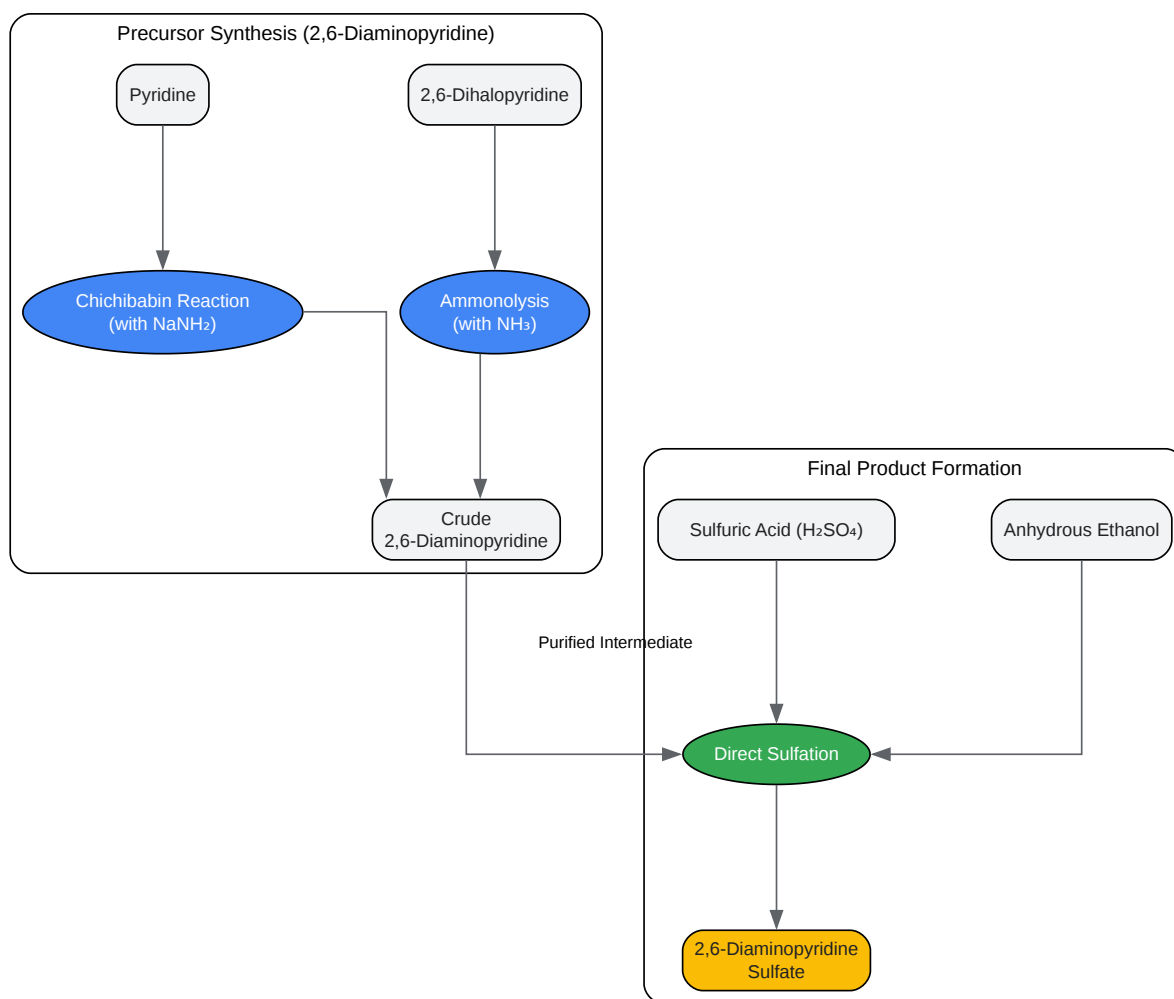 Precursor Synthesis (2,6-Diaminopyridine)
Pyridine
2,6-Dihalopyridine
Chichibabin Reaction
(with NaNH₂)
Ammonolysis
(with NH₃)
Crude
2,6-Diaminopyridine
Final Product Formation
Sulfuric Acid (H₂SO₄)
Anhydrous Ethanol
Purified Intermediate
Direct Sulfation
2,6-Diaminopyridine
Sulfate